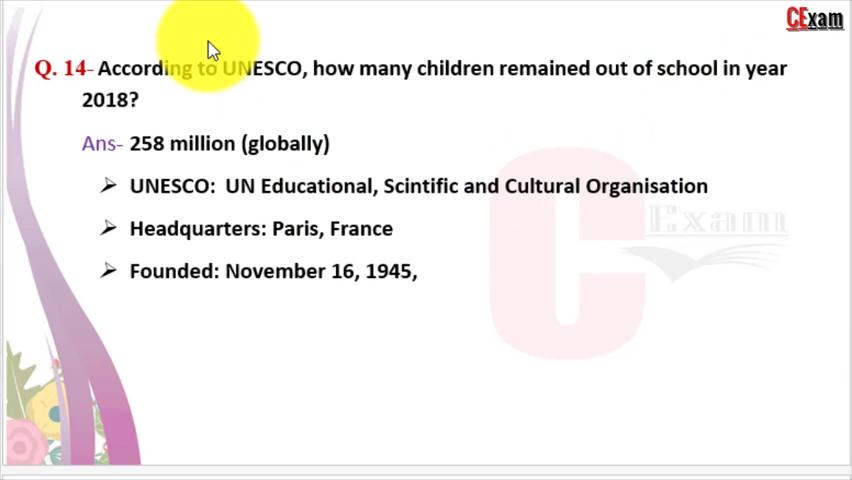 CExam
Q. 14- According to UNESCO, how many children remained out of school in year
2018?
Ans- 258 million (globally)
➢ UNESCO: UN Educational, Scintific and Cultural Organisation
➢ Headquarters: Paris, France
➢ Founded: November 16, 1945,
C Exam